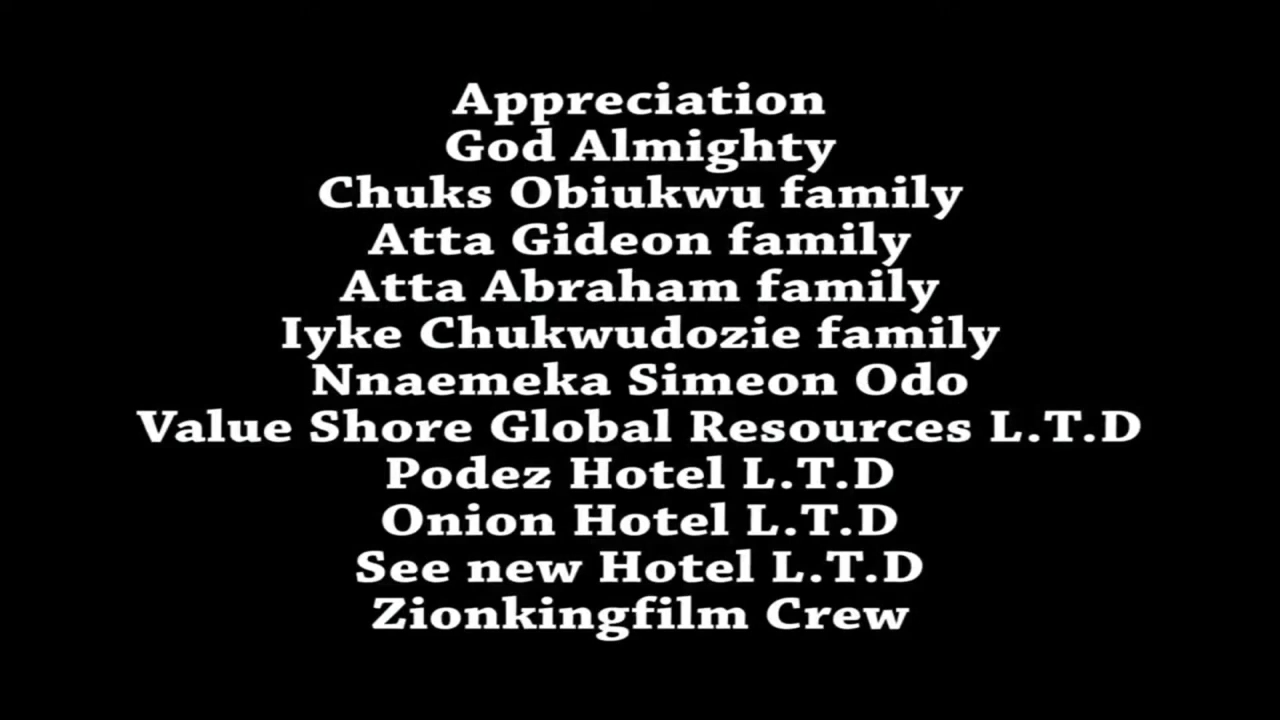 Appreciation
God Almighty
Chuks Obiukwu family
Atta Gideon family
Atta Abraham family
Iyke Chukwudozie family
Nnaemeka Simeon Odo
Value Shore Global Resources L.T.D
Podez Hotel L.T.D
Onion Hotel L.T.D
See new Hotel L.T.D
Zionkingfilm Crew